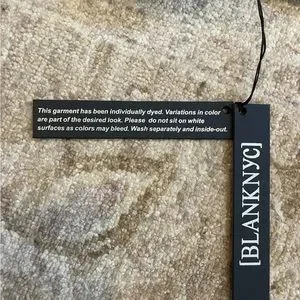 This garment has been individually dyed. Variations in color
are part of the desired look. Please do not sit on white
surfaces as colors may bleed. Wash separately and inside-out.
[BLANKNYC]